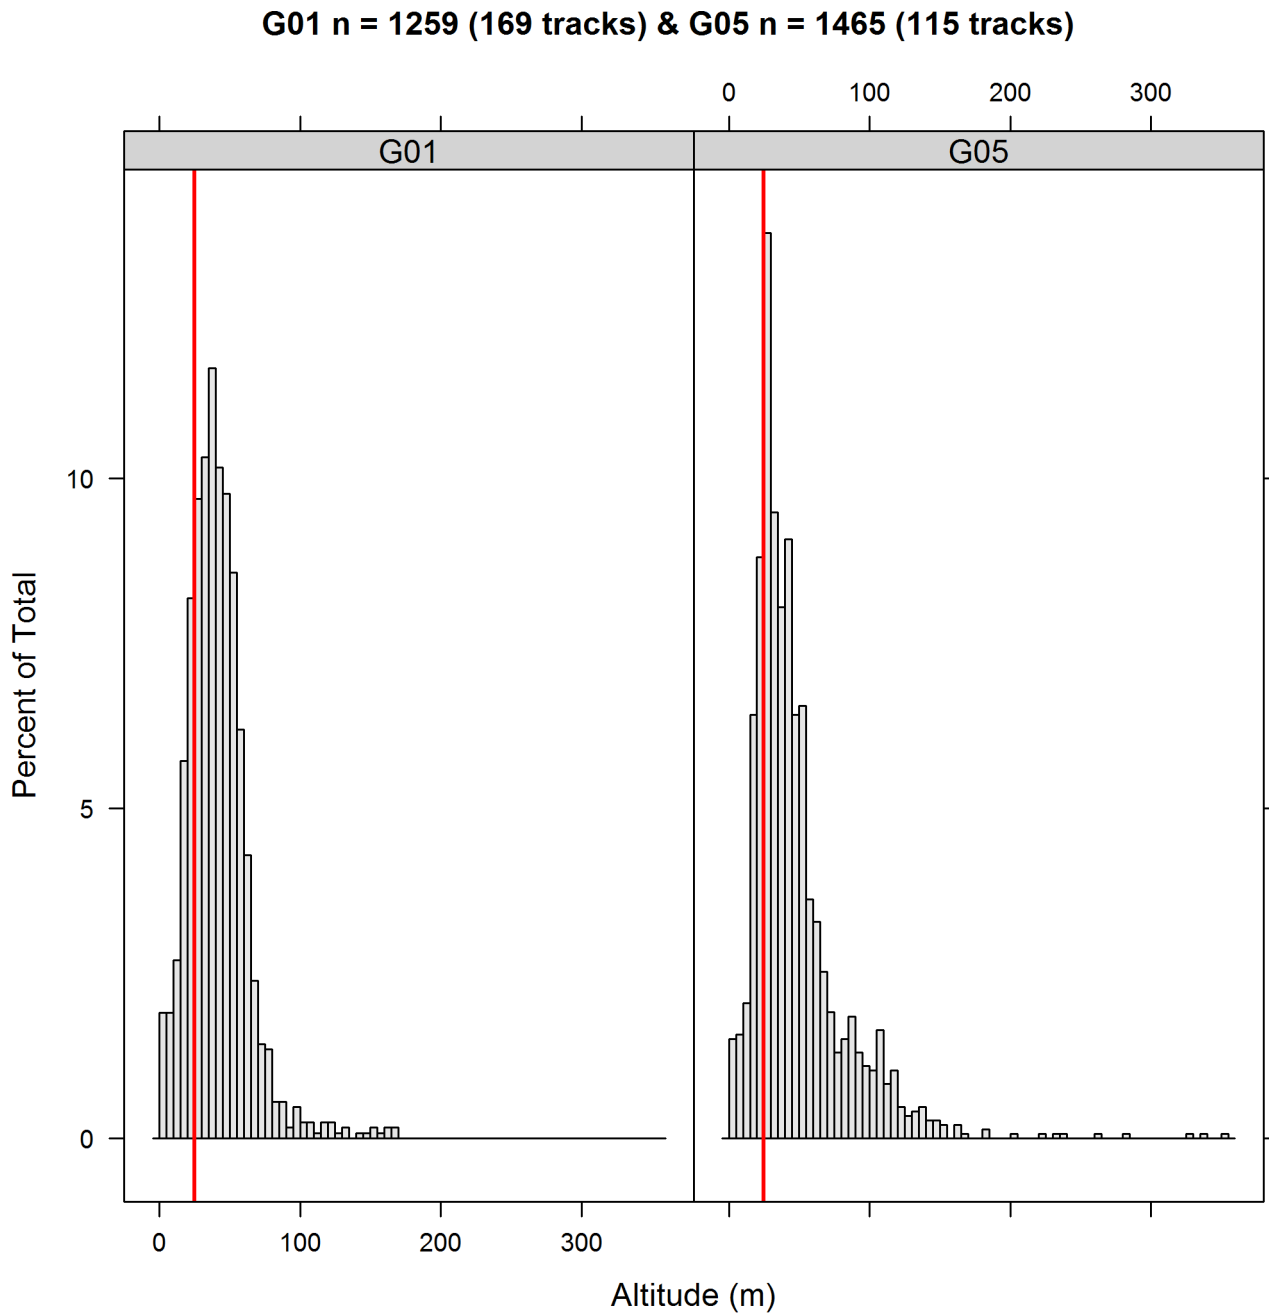 G01 n = 1259 (169 tracks) & G05 n = 1465 (115 tracks)
0 100 200 300
G01 G05
10
5
0
Percent of Total
0 100 200 300
Altitude (m)